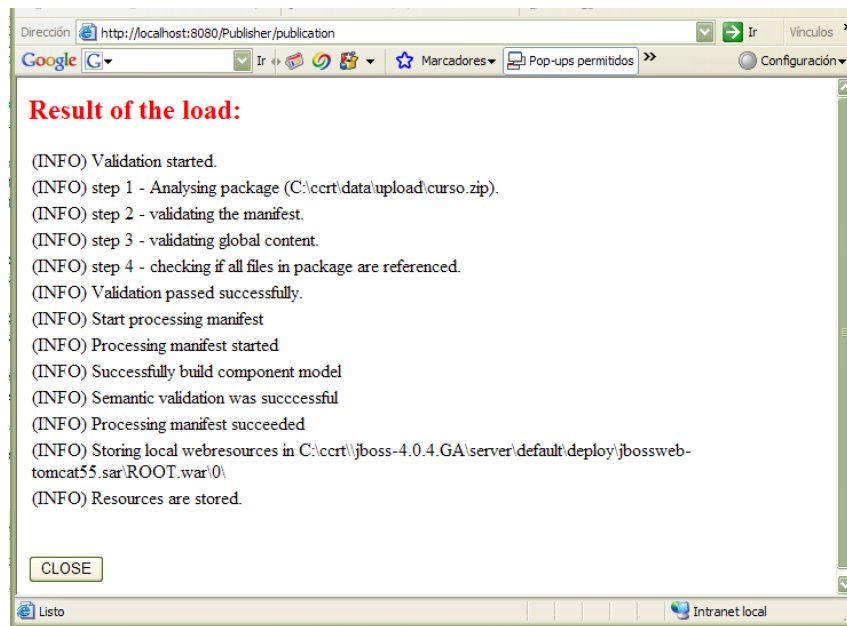 Dirección http://localhost:8080/Publisher/publication Ir Vínculos
Google G Ir Marcadores Pop-ups permitidos Configuración
Result of the load:
(INFO) Validation started.
(INFO) step 1 - Analysing package (C:\ccrt\data\upload\curso.zip).
(INFO) step 2 - validating the manifest.
(INFO) step 3 - validating global content.
(INFO) step 4 - checking if all files in package are referenced.
(INFO) Validation passed successfully.
(INFO) Start processing manifest
(INFO) Processing manifest started
(INFO) Successfully build component model
(INFO) Semantic validation was succcessful
(INFO) Processing manifest succeeded
(INFO) Storing local webresources in C:\ccrt\\jboss-4.0.4.GA\server\default\deploy\jbossweb-
tomcat55.sar\ROOT.war\0\
(INFO) Resources are stored.
CLOSE
Listo Intranet local